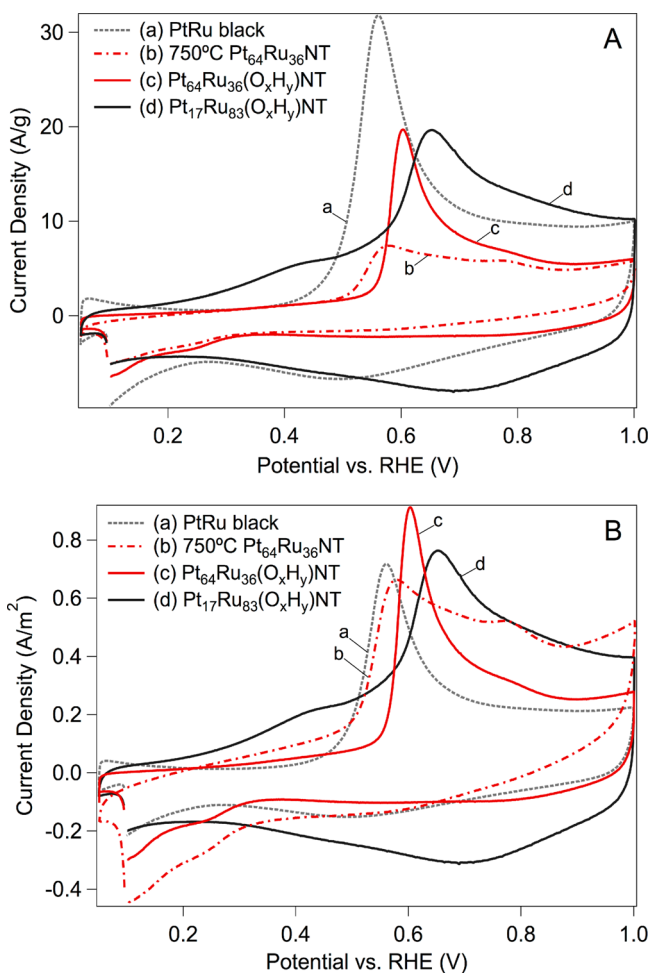 A
(a) PtRu black
(b) 750ºC Pt64Ru36NT
(c) Pt64Ru36(OxHy)NT
(d) Pt17Ru83(OxHy)NT
Current Density (A/g)
30
20
10
0
a
b
c
d
0.2 0.4 0.6 0.8 1.0
Potential vs. RHE (V)
B
(a) PtRu black
(b) 750ºC Pt64Ru36NT
(c) Pt64Ru36(OxHy)NT
(d) Pt17Ru83(OxHy)NT
Current Density (A/m2)
0.8
0.6
0.4
0.2
0.0
-0.2
-0.4
c
d
a
b
0.2 0.4 0.6 0.8 1.0
Potential vs. RHE (V)